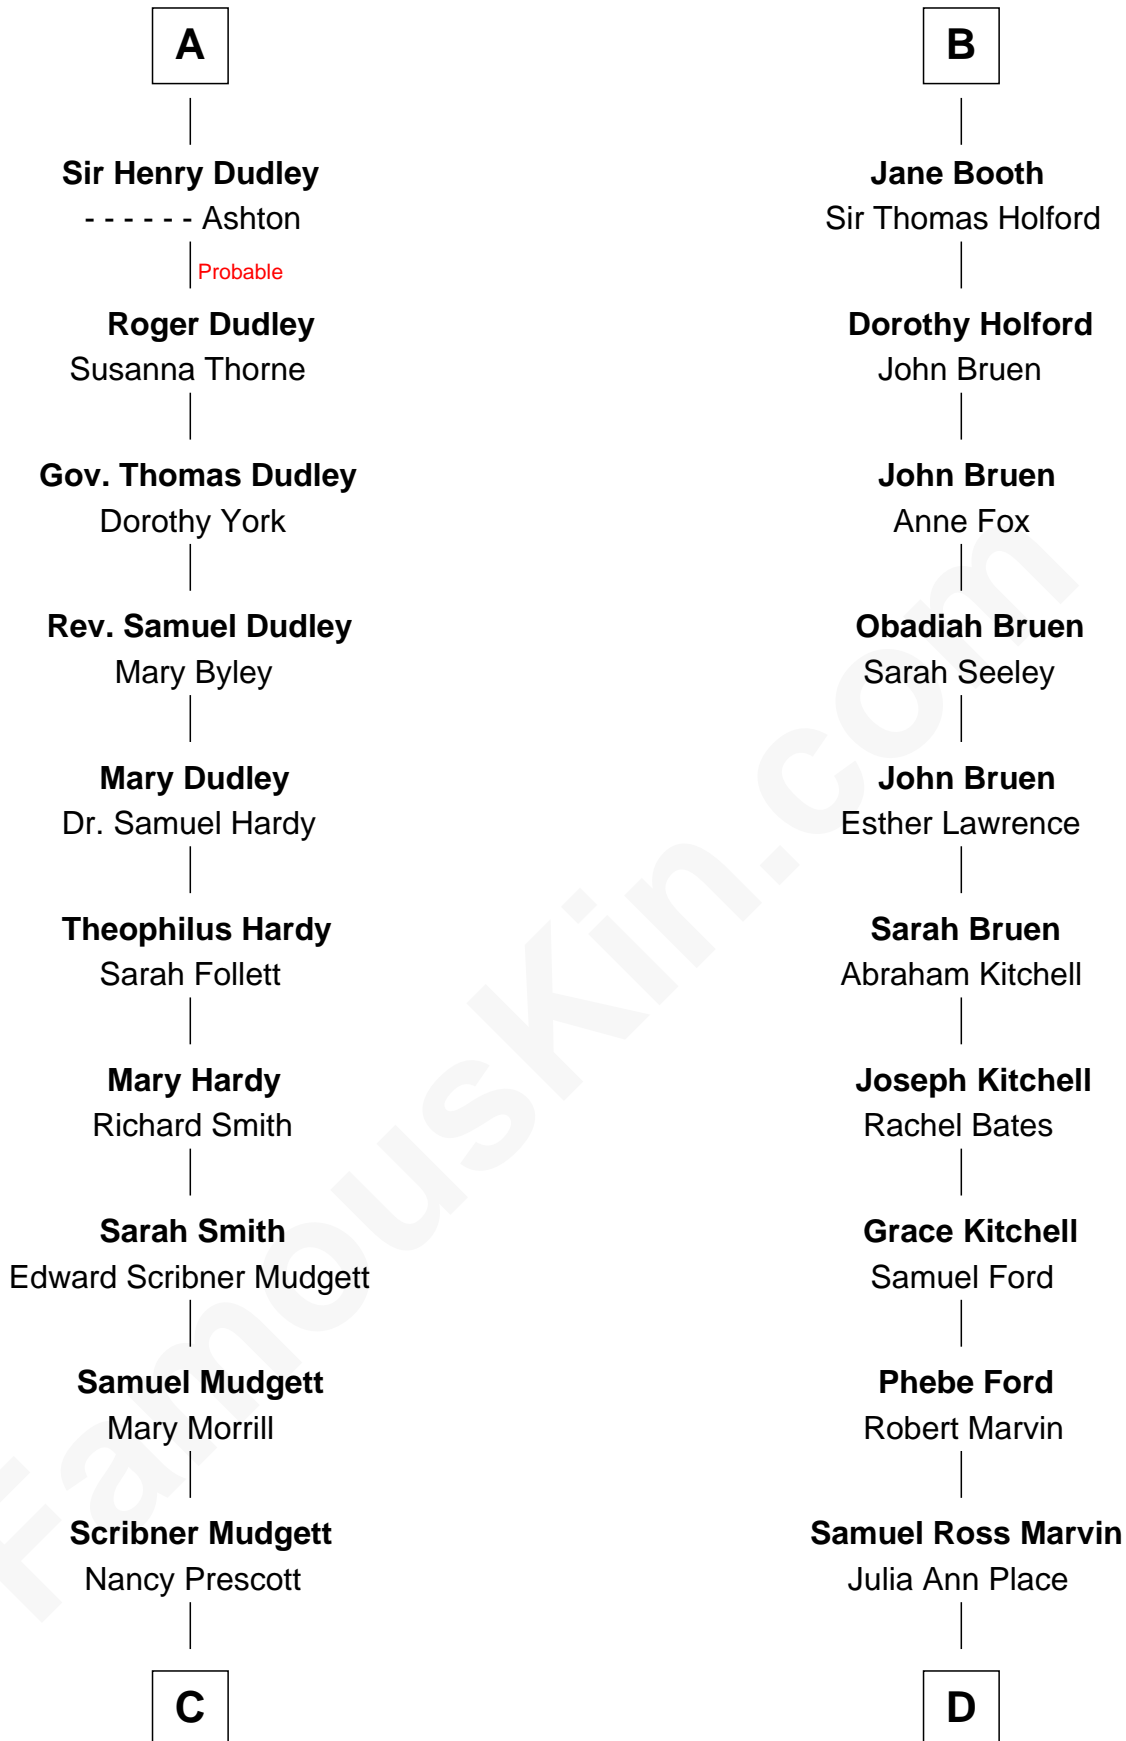 A
Sir Henry Dudley
- - - - - - Ashton
Probable
Roger Dudley
Susanna Thorne
Gov. Thomas Dudley
Dorothy York
Rev. Samuel Dudley
Mary Byley
Mary Dudley
Dr. Samuel Hardy
Theophilus Hardy
Sarah Follett
Mary Hardy
Richard Smith
Sarah Smith
Edward Scribner Mudgett
Samuel Mudgett
Mary Morrill
Scribner Mudgett
Nancy Prescott
C
B
Jane Booth
Sir Thomas Holford
Dorothy Holford
John Bruen
John Bruen
Anne Fox
Obadiah Bruen
Sarah Seeley
John Bruen
Esther Lawrence
Sarah Bruen
Abraham Kitchell
Joseph Kitchell
Rachel Bates
Grace Kitchell
Samuel Ford
Phebe Ford
Robert Marvin
Samuel Ross Marvin
Julia Ann Place
D
FamousKin.com